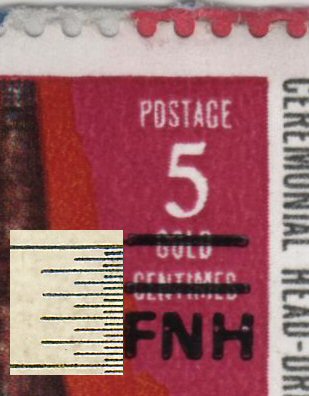 POSTAGE
5
GOLD
CENTIMES
FNH
CEREMONIAL HEAD-DR